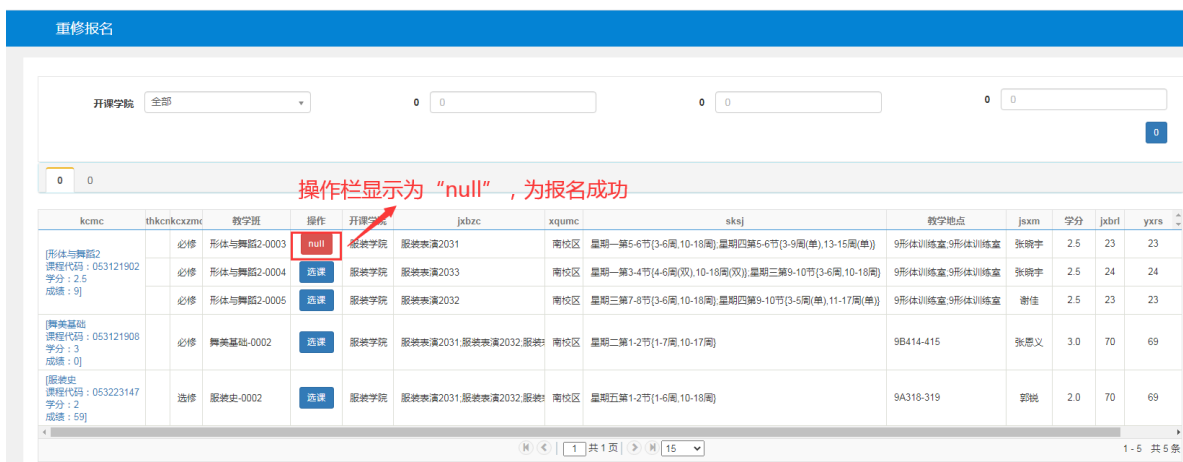 重修报名
开课学院 全部 0 0 0 0 0 0
0
0 0
操作栏显示为“null”，为报名成功
kcmc thkcnkcxzmc 教学班 操作 开课学院 jxbzc xqumc sksj 教学地点 jsxm 学分 jxbrl yxrs
[形体与舞蹈2
课程代码：053121902
学分：2.5
成绩：9]
必修 形体与舞蹈2-0003 null 服装学院 服装表演2031 南校区 星期一第5-6节{3-6周,10-18周};星期四第5-6节{3-9周(单),13-15周(单)} 9形体训练室;9形体训练室 张晓宇 2.5 23 23
必修 形体与舞蹈2-0004 选课 服装学院 服装表演2033 南校区 星期一第3-4节{4-6周(双),10-18周(双)};星期三第9-10节{3-6周,10-18周} 9形体训练室;9形体训练室 张晓宇 2.5 24 24
必修 形体与舞蹈2-0005 选课 服装学院 服装表演2032 南校区 星期三第7-8节{3-6周,10-18周};星期四第9-10节{3-5周(单),11-17周(单)} 9形体训练室;9形体训练室 谢佳 2.5 23 23
[舞美基础
课程代码：053121908
学分：3
成绩：0]
必修 舞美基础-0002 选课 服装学院 服装表演2031;服装表演2032;服装 南校区 星期二第1-2节{1-7周,10-17周} 9B414-415 张恩义 3.0 70 69
[服装史
课程代码：053223147
学分：2
成绩：59]
选修 服装史-0002 选课 服装学院 服装表演2031;服装表演2032;服装 南校区 星期五第1-2节{1-6周,10-18周} 9A318-319 郭锐 2.0 70 69
1 共1页 15 1 - 5 共5条